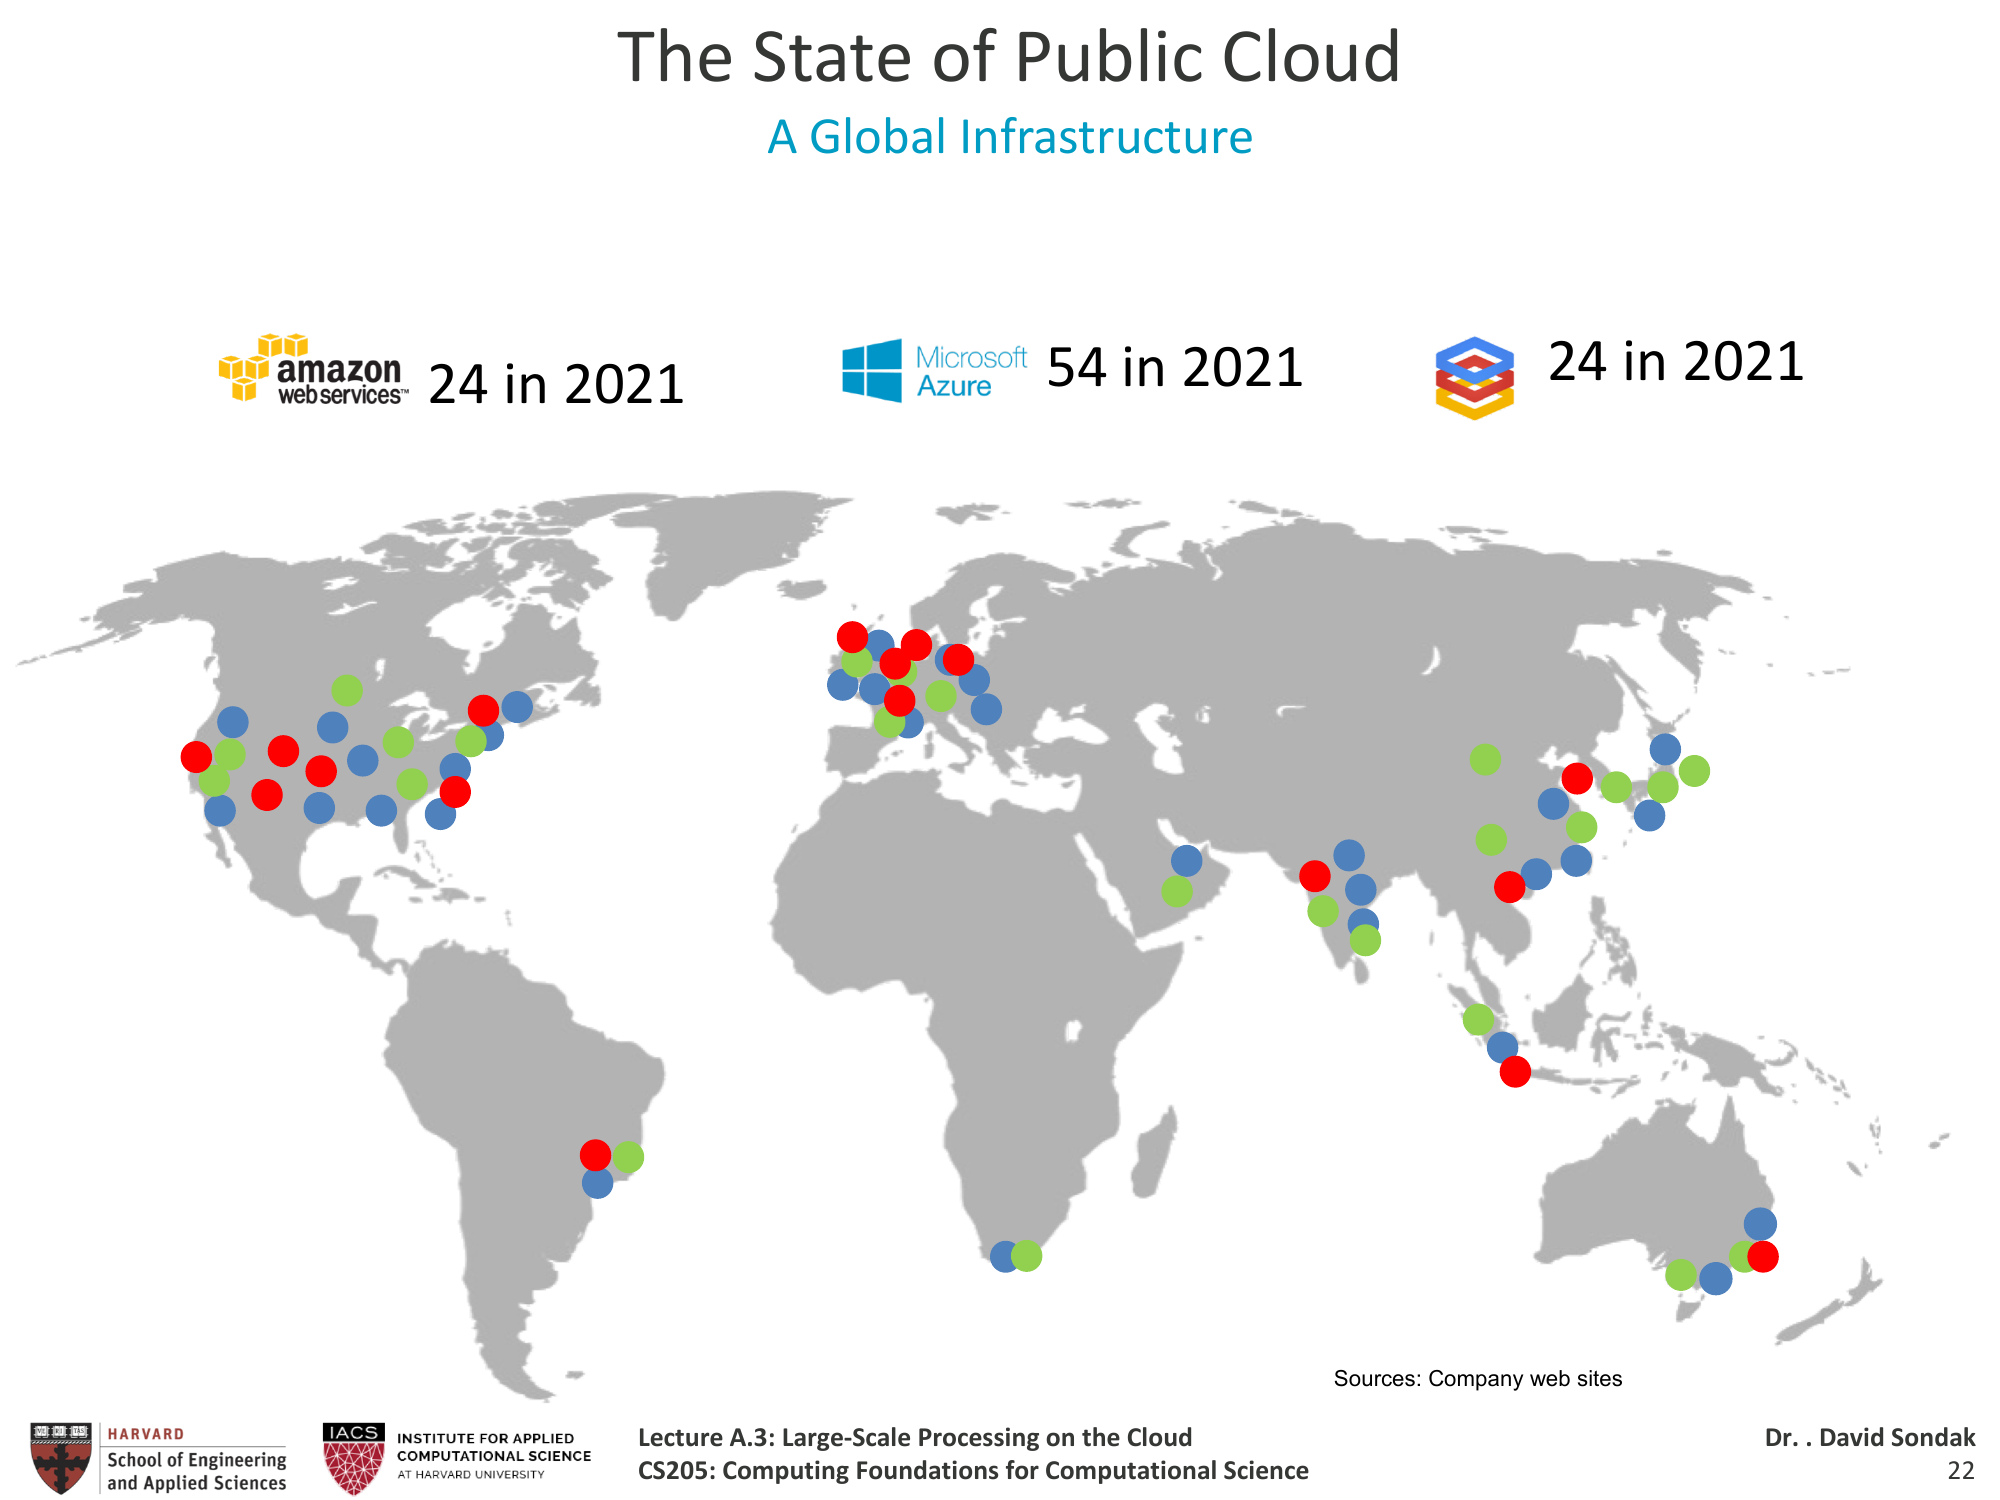 The State of Public Cloud
A Global Infrastructure
amazon
webservices™
24 in 2021
Microsoft
Azure
54 in 2021
24 in 2021
Sources: Company web sites
HARVARD
School of Engineering
and Applied Sciences
IACS
INSTITUTE FOR APPLIED
COMPUTATIONAL SCIENCE
AT HARVARD UNIVERSITY
Lecture A.3: Large-Scale Processing on the Cloud
CS205: Computing Foundations for Computational Science
Dr. . David Sondak
22